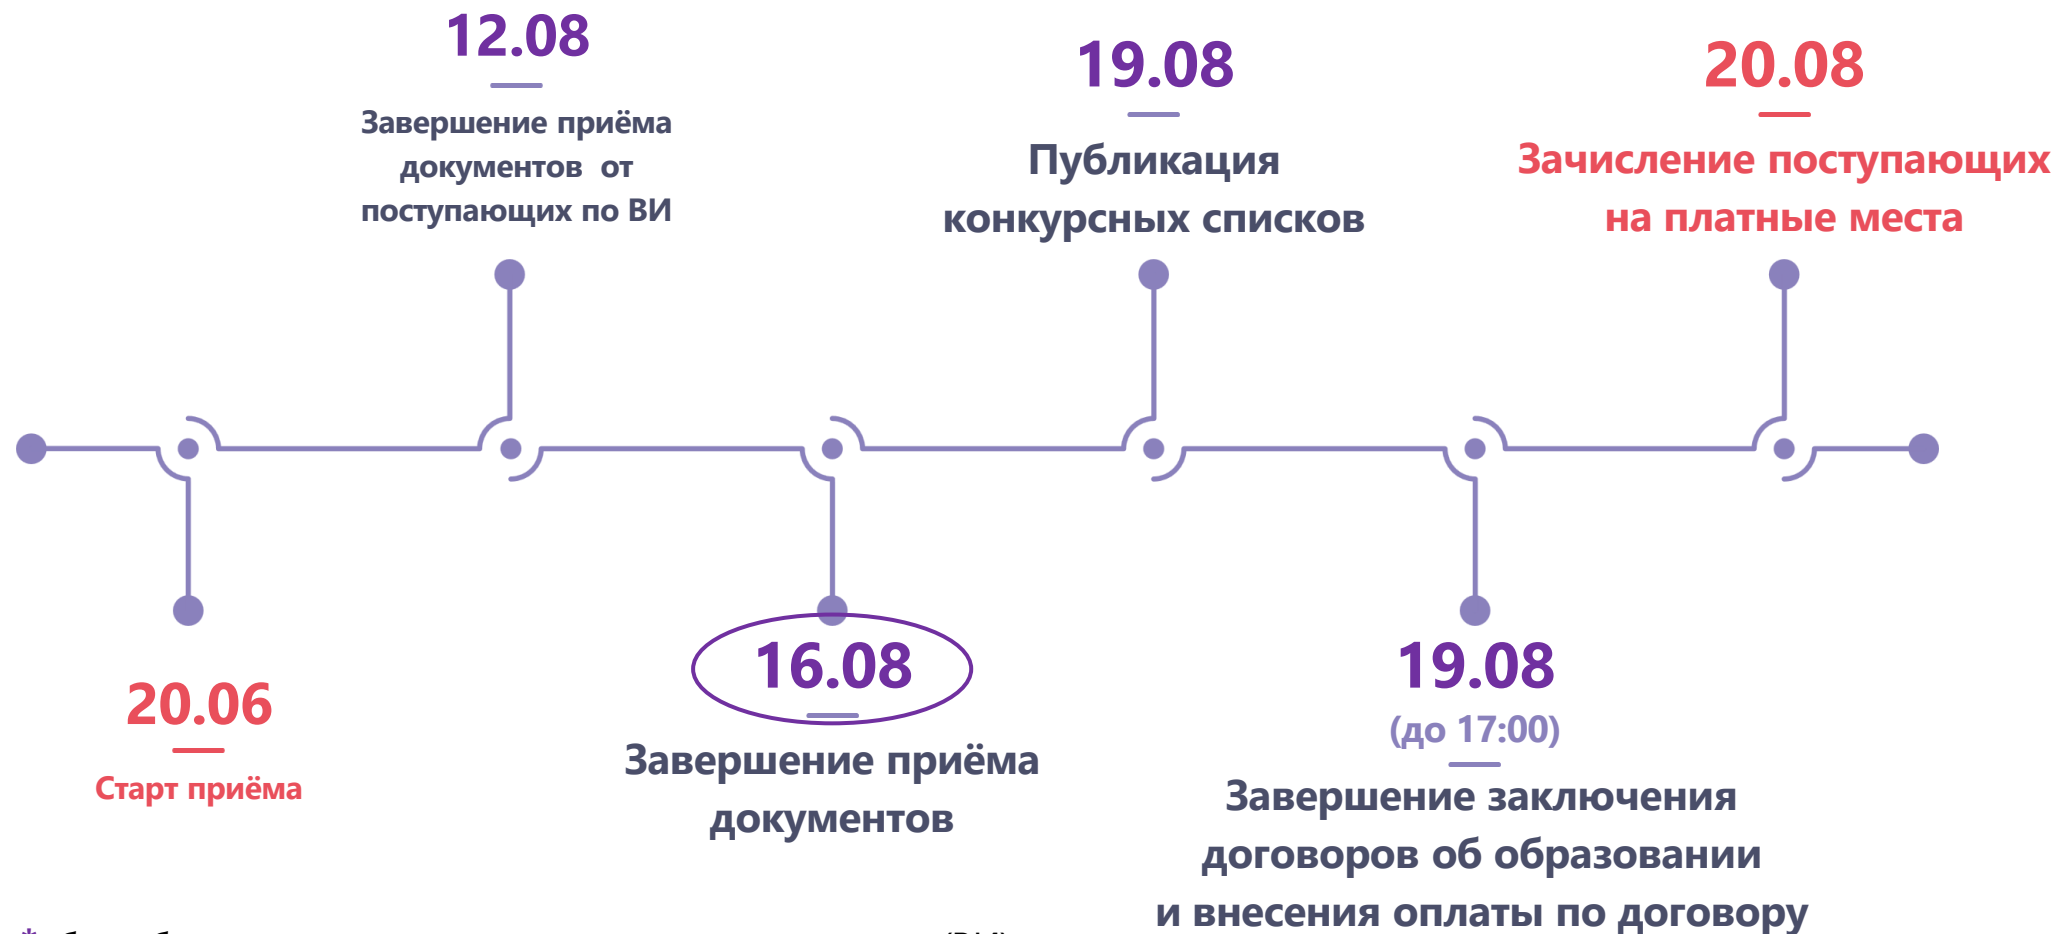 12.08
Завершение приёма
документов от
поступающих по ВИ
19.08
Публикация
конкурсных списков
20.08
Зачисление поступающих
на платные места
20.06
Старт приёма
16.08
Завершение приёма
документов
19.08
(до 17:00)
Завершение заключения
договоров об образовании
и внесения оплаты по договору
*